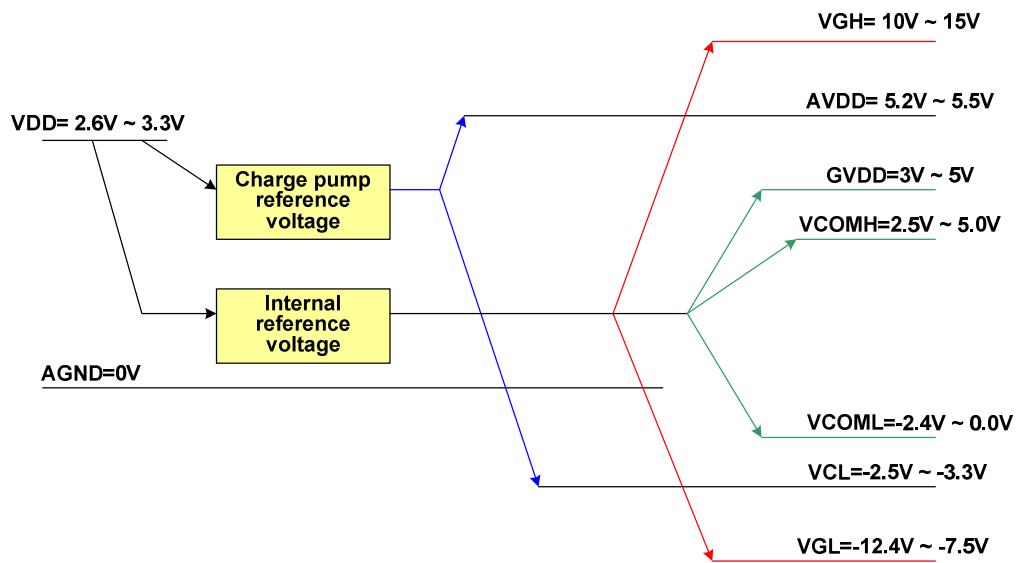 VGH= 10V ~ 15V
AVDD= 5.2V ~ 5.5V
VDD= 2.6V ~ 3.3V
Charge pump
reference
voltage
GVDD=3V ~ 5V
VCOMH=2.5V ~ 5.0V
Internal
reference
voltage
AGND=0V
VCOML=-2.4V ~ 0.0V
VCL=-2.5V ~ -3.3V
VGL=-12.4V ~ -7.5V